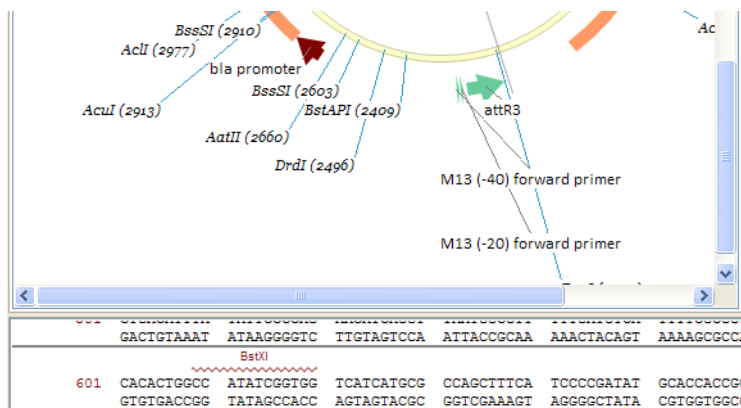 BssSI (2910)
Ac
AclI (2977)
bla promoter
BssSI (2603)
AcuI (2913)
BstAPI (2409)
attR3
AatII (2660)
DrdI (2496)
M13 (-40) forward primer
M13 (-20) forward primer
GACTGTAAAT ATAAGGGGTC TTGTAGTCCA ATTACCGCAA AAACTACAGT AAAAGCGCCA
BstXI
601 CACACTGGCC ATATCGGTGG TCATCATGCG CCAGCTTTCA TCCCCGATAT GCACCACCGG
GTGTGACCGG TATAGCCACC AGTAGTACGC GGTCGAAAGT AGGGGCTATA CGTGGTGGCC